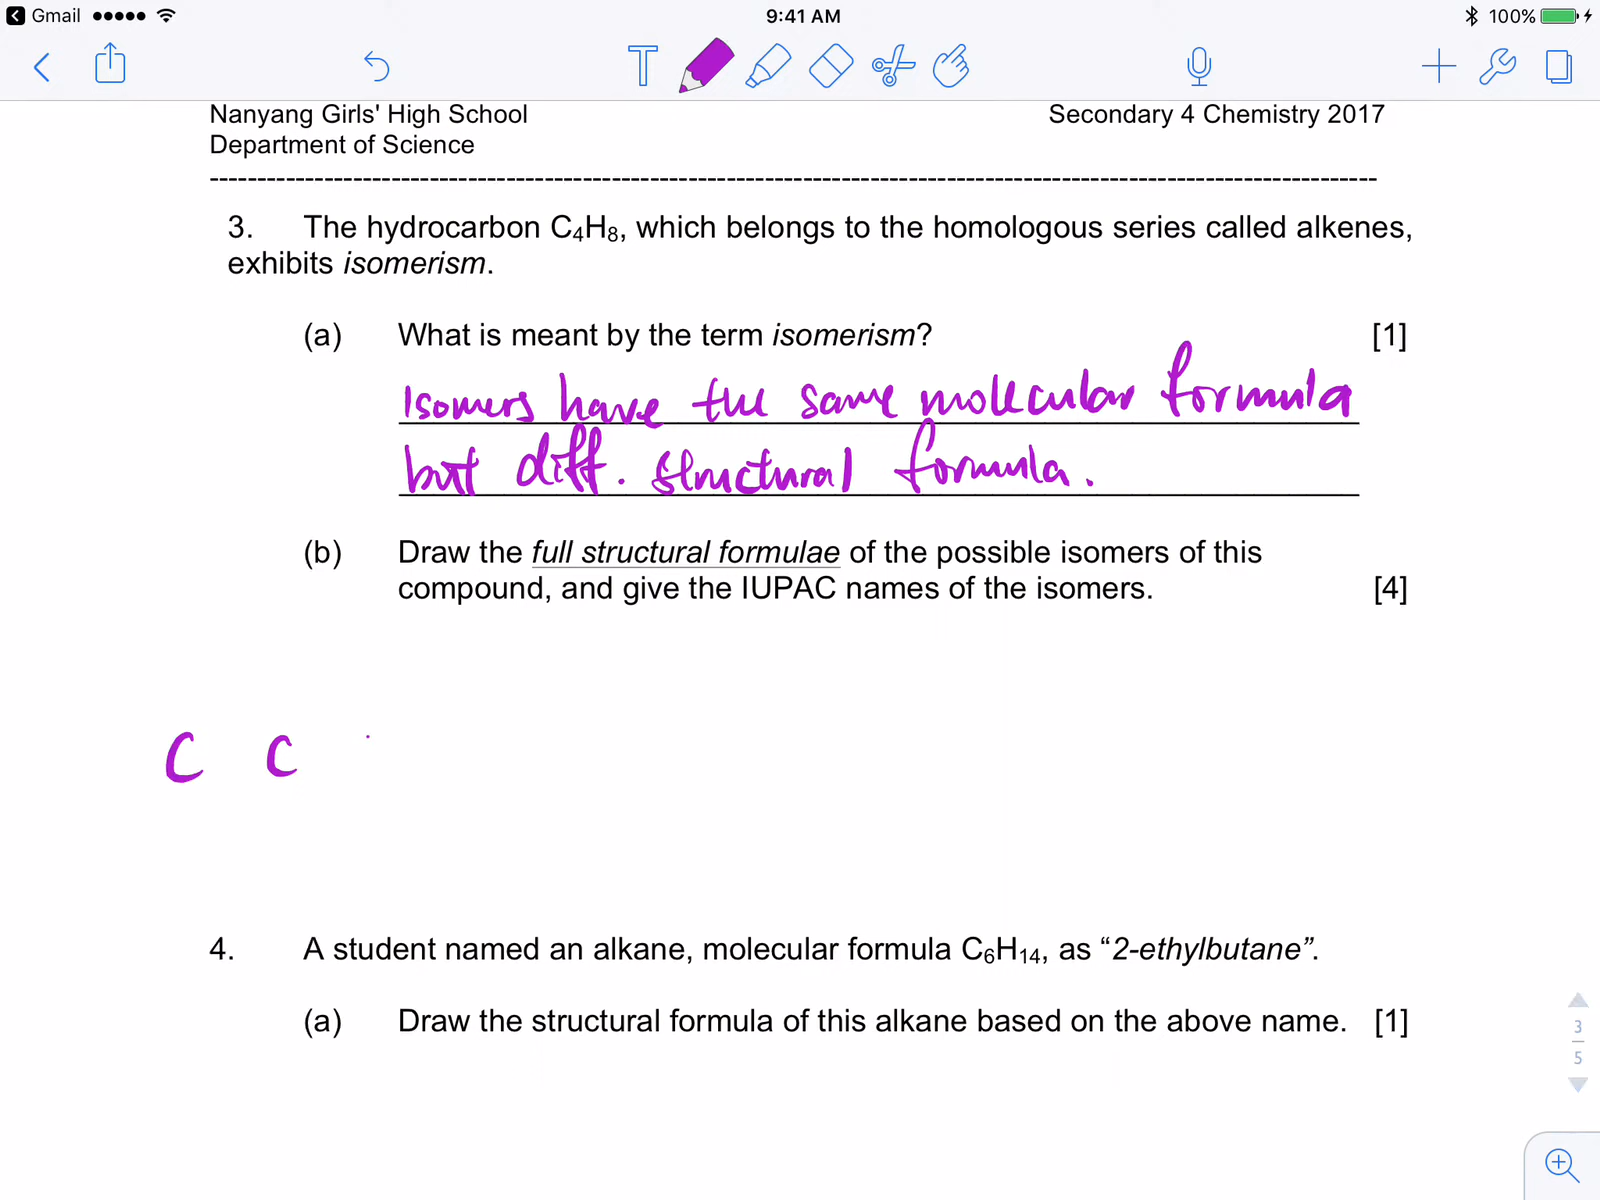 Gmail 9:41 AM 100%
T
Nanyang Girls' High School Secondary 4 Chemistry 2017
Department of Science
--------------------------------------------------------------------------------------------------------------------------
3. The hydrocarbon C₄H₈, which belongs to the homologous series called alkenes,
exhibits isomerism.
(a) What is meant by the term isomerism? [1]
Isomers have the same molecular formula
but diff. structural formula.
(b) Draw the full structural formulae of the possible isomers of this
compound, and give the IUPAC names of the isomers. [4]
C C
4. A student named an alkane, molecular formula C₆H₁₄, as “2-ethylbutane”.
(a) Draw the structural formula of this alkane based on the above name. [1]
3
5